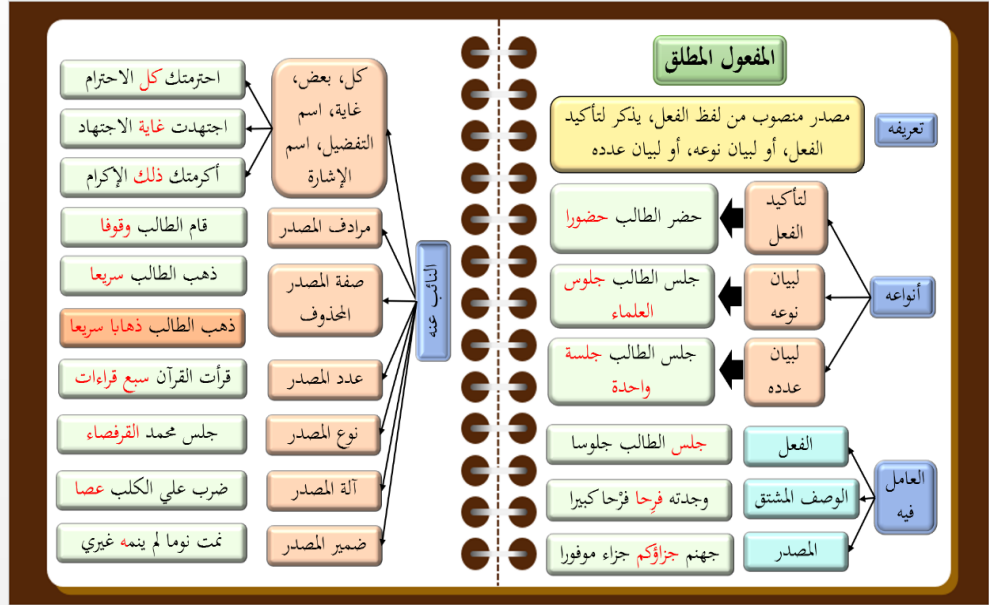 المفعول المطلق
تعريفه
مصدر منصوب من لفظ الفعل، يذكر لتأكيد
الفعل، أو لبيان نوعه، أو لبيان عدده
أنواعه
لتأكيد
الفعل
حضر الطالب حضورا
لبيان
نوعه
جلس الطالب جلوس
العلماء
لبيان
عدده
جلس الطالب جلسة
واحدة
العامل
فيه
الفعل
جلس الطالب جلوسا
الوصف المشتق
وجدته فرِحا فرْحا كبيرا
المصدر
جهنم جزاؤكم جزاء موفورا
النائب عنه
كل، بعض،
غاية، اسم
التفضيل، اسم
الإشارة
احترمتك كل الاحترام
اجتهدت غاية الاجتهاد
أكرمتك ذلك الإكرام
مرادف المصدر
قام الطالب وقوفا
صفة المصدر
المحذوف
ذهب الطالب سريعا
ذهب الطالب ذهابا سريعا
عدد المصدر
قرأت القرآن سبع قراءات
نوع المصدر
جلس محمد القرفصاء
آلة المصدر
ضرب علي الكلب عصا
ضمير المصدر
نمت نوما لم ينمه غيري